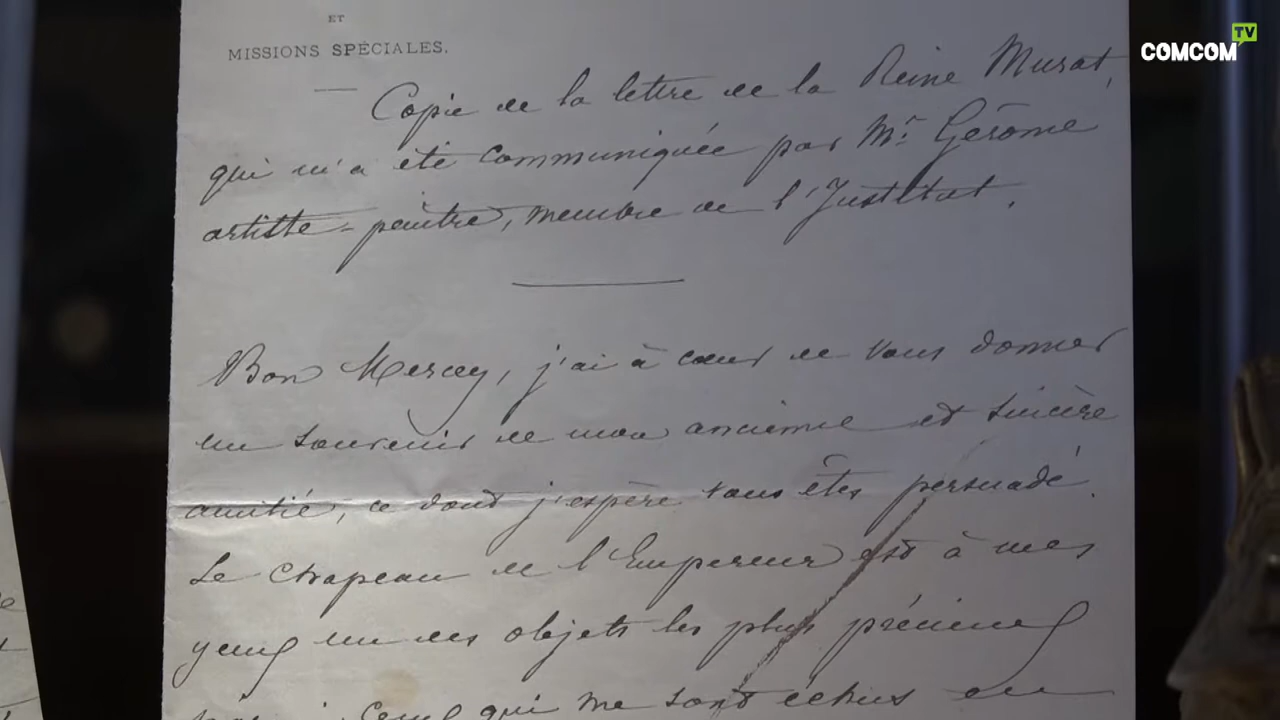 ET
MISSIONS SPÉCIALES.
COMCOM TV
Copie de la lettre de la Reine Murat,
qui m'a été communiquée par Mr. Gérôme
artiste-peintre, membre de l'Institut.
Bon Mercey, j'ai à cœur de vous donner
un souvenir de mon ancienne et sincère
amitié, ce dont j'espère vous êtes persuadé.
Le chapeau de l'Empereur est à mes
yeux un des objets les plus précieux
ceux qui me sont échus en